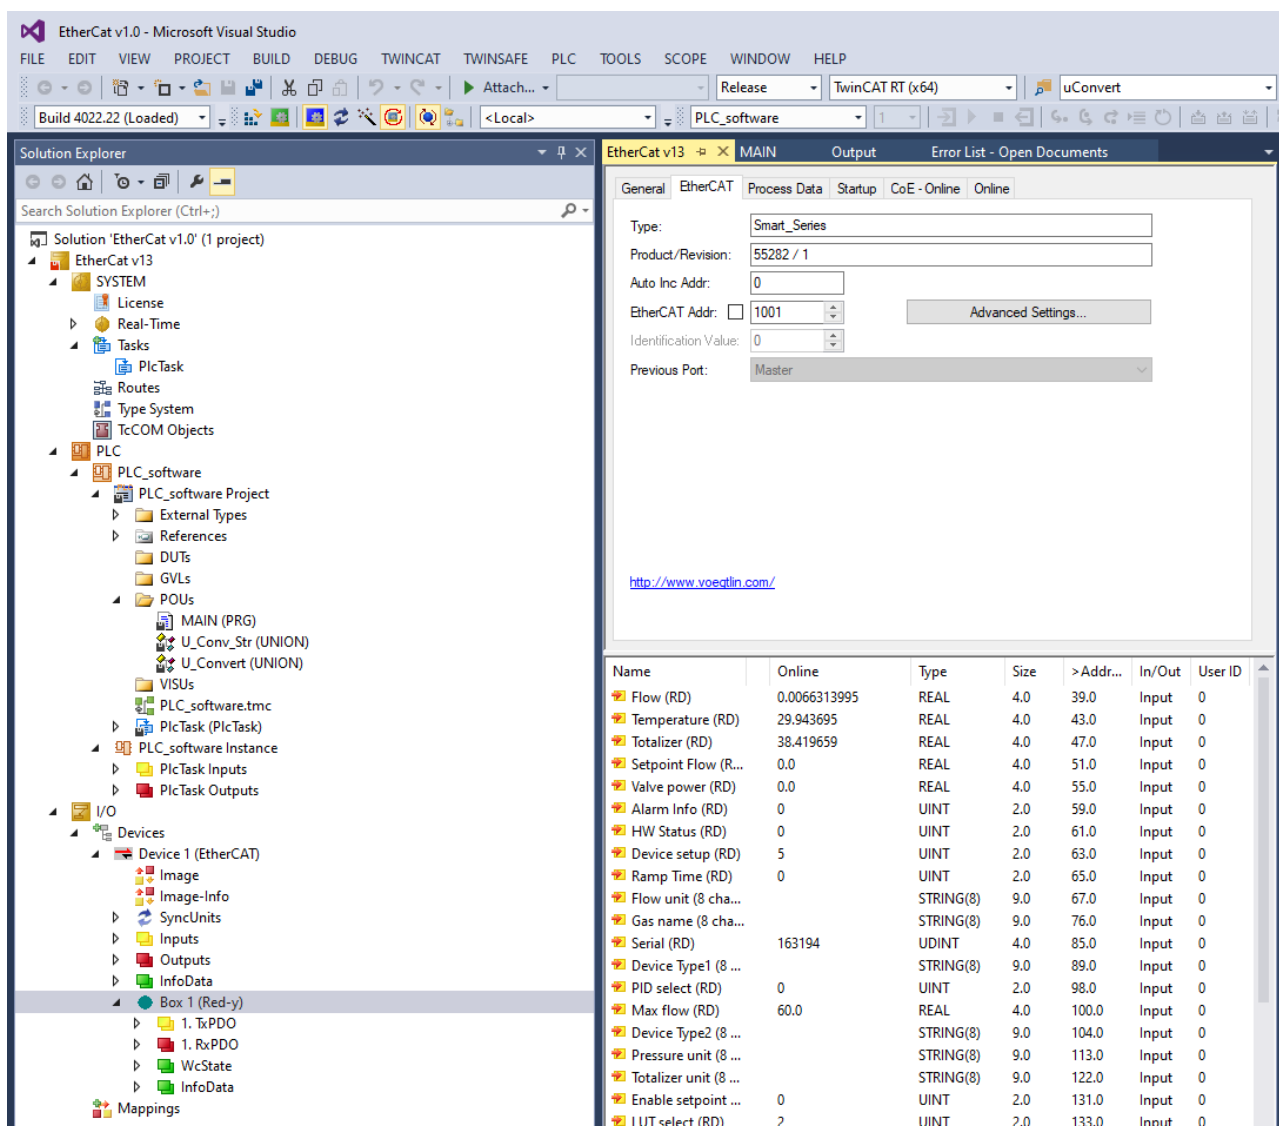 EtherCat v1.0 - Microsoft Visual Studio
FILE EDIT VIEW PROJECT BUILD DEBUG TWINCAT TWINSAFE PLC TOOLS SCOPE WINDOW HELP
Attach... Release TwinCAT RT (x64) uConvert
Build 4022.22 (Loaded) <Local> PLC_software 1
Solution Explorer
Search Solution Explorer (Ctrl+;)
Solution 'EtherCat v1.0' (1 project)
EtherCat v13
SYSTEM
License
Real-Time
Tasks
PlcTask
Routes
Type System
TcCOM Objects
PLC
PLC_software
PLC_software Project
External Types
References
DUTs
GVLs
POUs
MAIN (PRG)
U_Conv_Str (UNION)
U_Convert (UNION)
VISUs
PLC_software.tmc
PlcTask (PlcTask)
PLC_software Instance
PlcTask Inputs
PlcTask Outputs
I/O
Devices
Device 1 (EtherCAT)
Image
Image-Info
SyncUnits
Inputs
Outputs
InfoData
Box 1 (Red-y)
1. TxPDO
1. RxPDO
WcState
InfoData
Mappings
EtherCat v13 MAIN Output Error List - Open Documents
General EtherCAT Process Data Startup CoE - Online Online
Type: Smart_Series
Product/Revision: 55282 / 1
Auto Inc Addr: 0
EtherCAT Addr: 1001 Advanced Settings...
Identification Value: 0
Previous Port: Master
http://www.voegtlin.com/
Name Online Type Size >Addr... In/Out User ID
Flow (RD) 0.0066313995 REAL 4.0 39.0 Input 0
Temperature (RD) 29.943695 REAL 4.0 43.0 Input 0
Totalizer (RD) 38.419659 REAL 4.0 47.0 Input 0
Setpoint Flow (R... 0.0 REAL 4.0 51.0 Input 0
Valve power (RD) 0.0 REAL 4.0 55.0 Input 0
Alarm Info (RD) 0 UINT 2.0 59.0 Input 0
HW Status (RD) 0 UINT 2.0 61.0 Input 0
Device setup (RD) 5 UINT 2.0 63.0 Input 0
Ramp Time (RD) 0 UINT 2.0 65.0 Input 0
Flow unit (8 cha... STRING(8) 9.0 67.0 Input 0
Gas name (8 cha... STRING(8) 9.0 76.0 Input 0
Serial (RD) 163194 UDINT 4.0 85.0 Input 0
Device Type1 (8 ... STRING(8) 9.0 89.0 Input 0
PID select (RD) 0 UINT 2.0 98.0 Input 0
Max flow (RD) 60.0 REAL 4.0 100.0 Input 0
Device Type2 (8 ... STRING(8) 9.0 104.0 Input 0
Pressure unit (8 ... STRING(8) 9.0 113.0 Input 0
Totalizer unit (8 ... STRING(8) 9.0 122.0 Input 0
Enable setpoint ... 0 UINT 2.0 131.0 Input 0
LUT select (RD) 2 UINT 2.0 133.0 Input 0